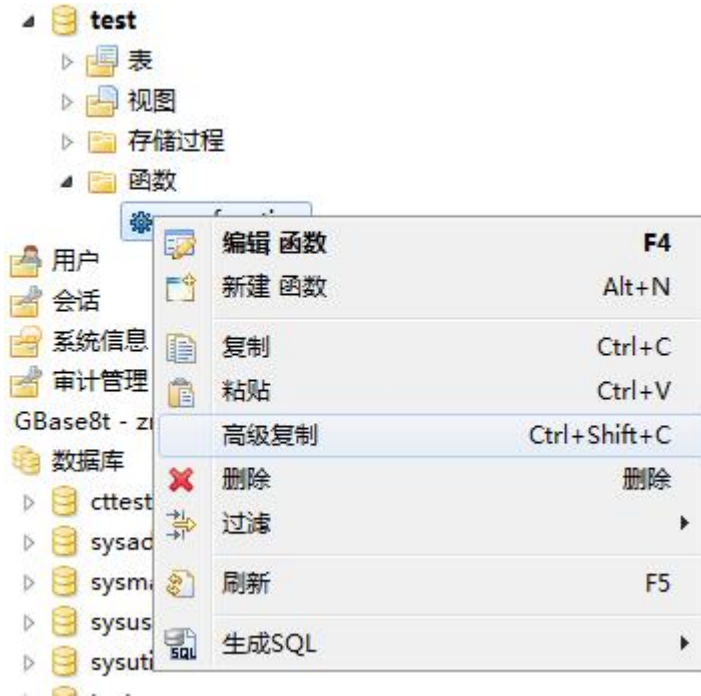 test
表
视图
存储过程
函数
用户
会话
系统信息
审计管理
GBase8t - zr
数据库
cttest
sysad
sysma
sysus
sysuti
编辑 函数 F4
新建 函数 Alt+N
复制 Ctrl+C
粘贴 Ctrl+V
高级复制 Ctrl+Shift+C
删除 删除
过滤
刷新 F5
生成SQL